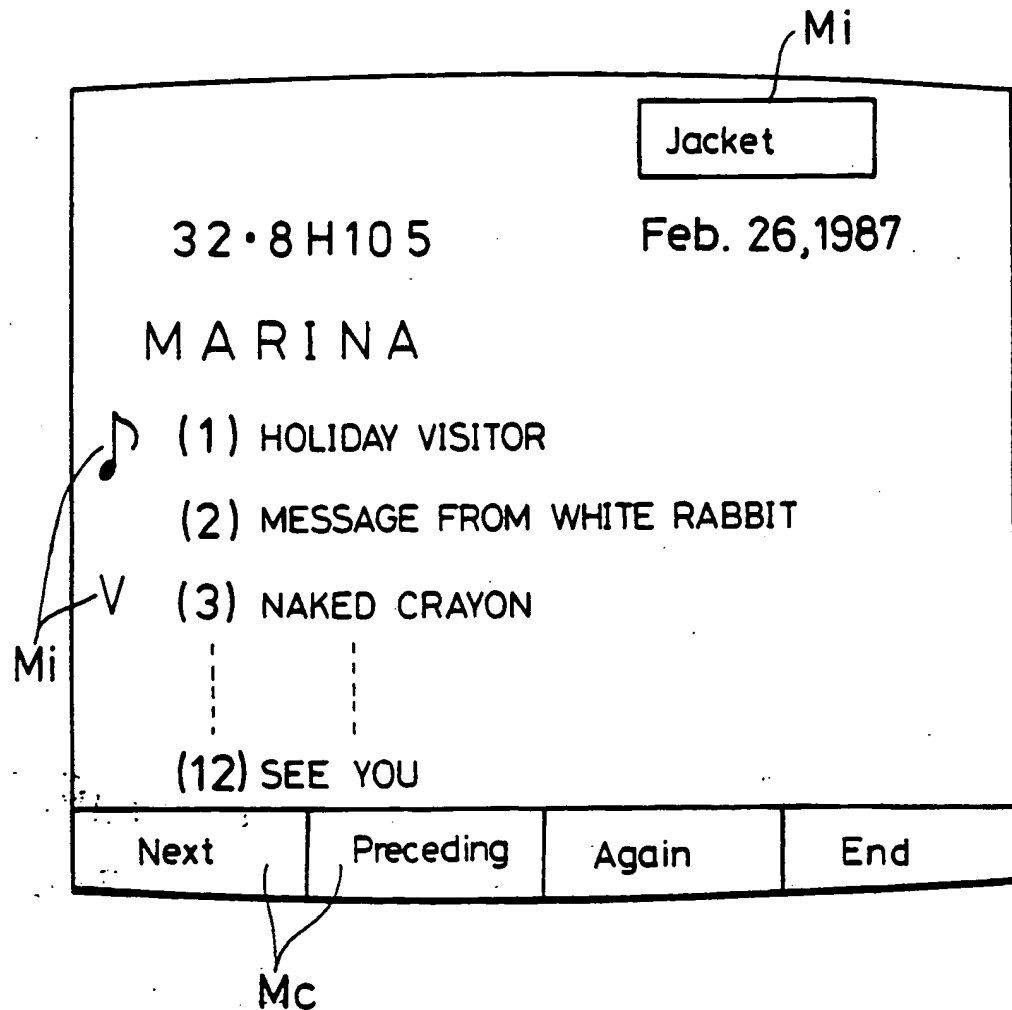 Mi
Jacket
32·8H105 Feb. 26,1987
MARINA
(1) HOLIDAY VISITOR
(2) MESSAGE FROM WHITE RABBIT
V (3) NAKED CRAYON
Mi
(12) SEE YOU
Next Preceding Again End
Mc